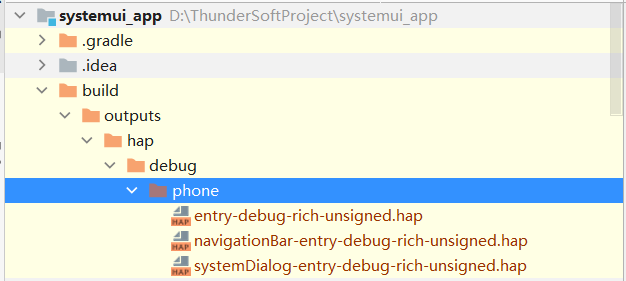 systemui_app D:\ThunderSoftProject\systemui_app
.gradle
.idea
build
outputs
hap
debug
phone
HAP entry-debug-rich-unsigned.hap
HAP navigationBar-entry-debug-rich-unsigned.hap
HAP systemDialog-entry-debug-rich-unsigned.hap